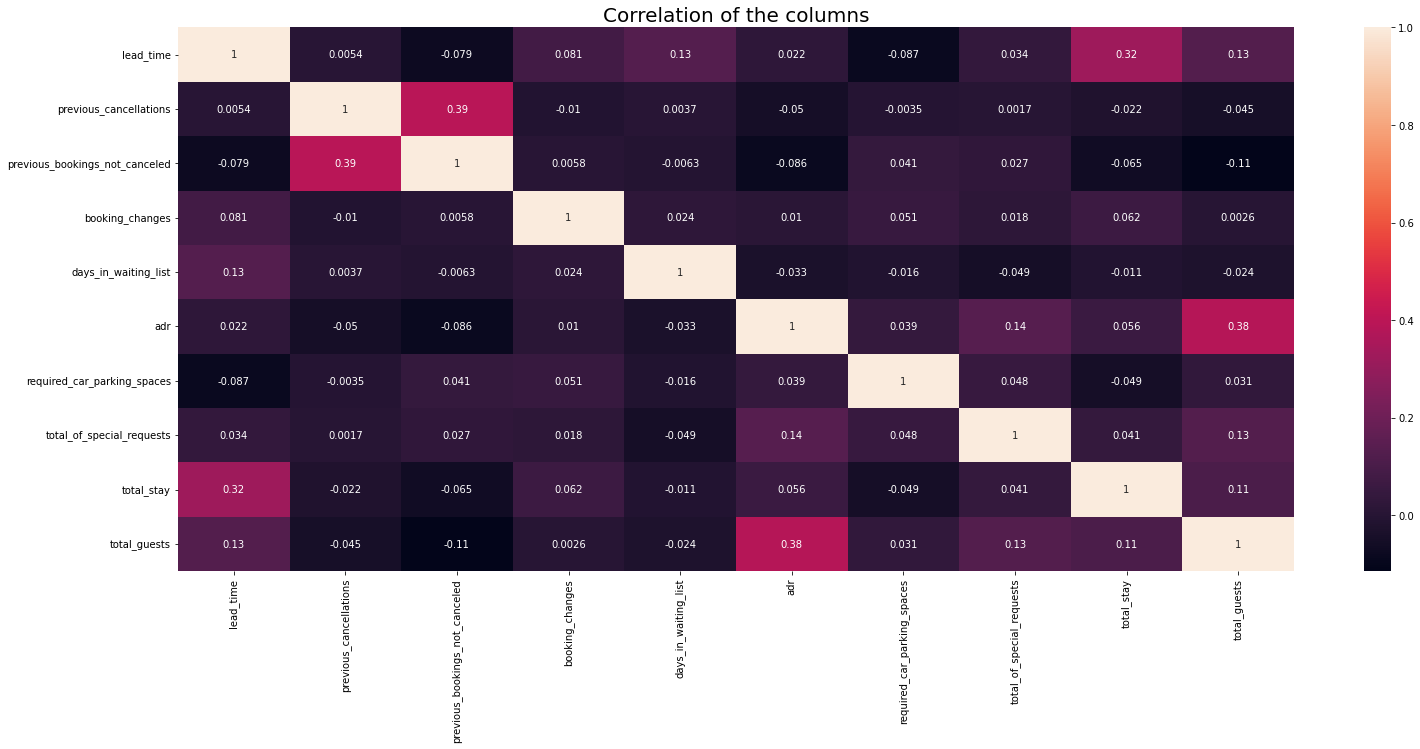 Correlation of the columns
lead_time 1 0.0054 -0.079 0.081 0.13 0.022 -0.087 0.034 0.32 0.13
previous_cancellations 0.0054 1 0.39 -0.01 0.0037 -0.05 -0.0035 0.0017 -0.022 -0.045
previous_bookings_not_canceled -0.079 0.39 1 0.0058 -0.0063 -0.086 0.041 0.027 -0.065 -0.11
booking_changes 0.081 -0.01 0.0058 1 0.024 0.01 0.051 0.018 0.062 0.0026
days_in_waiting_list 0.13 0.0037 -0.0063 0.024 1 -0.033 -0.016 -0.049 -0.011 -0.024
adr 0.022 -0.05 -0.086 0.01 -0.033 1 0.039 0.14 0.056 0.38
required_car_parking_spaces -0.087 -0.0035 0.041 0.051 -0.016 0.039 1 0.048 -0.049 0.031
total_of_special_requests 0.034 0.0017 0.027 0.018 -0.049 0.14 0.048 1 0.041 0.13
total_stay 0.32 -0.022 -0.065 0.062 -0.011 0.056 -0.049 0.041 1 0.11
total_guests 0.13 -0.045 -0.11 0.0026 -0.024 0.38 0.031 0.13 0.11 1
lead_time
previous_cancellations
previous_bookings_not_canceled
booking_changes
days_in_waiting_list
adr
required_car_parking_spaces
total_of_special_requests
total_stay
total_guests
1.0
0.8
0.6
0.4
0.2
0.0